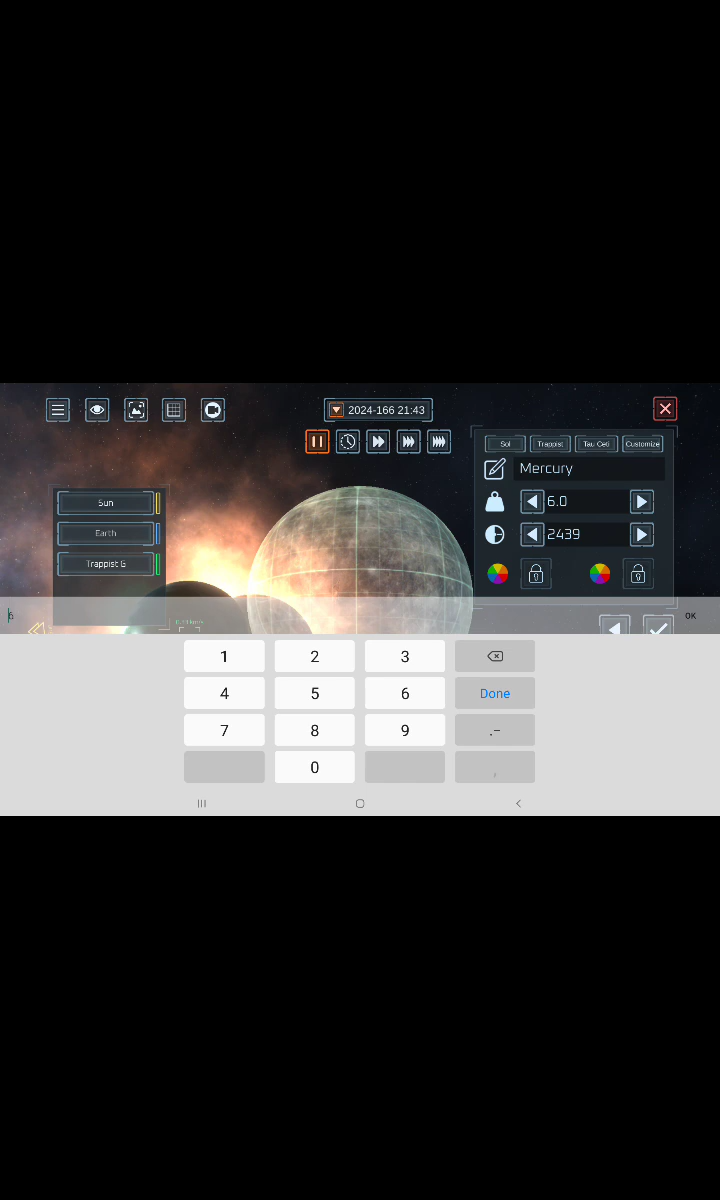 2024-166 21:43
Sol
Trappist
Tau Ceti
Customize
Mercury
6.0
2439
Sun
Earth
Trappist G
6
OK
1
2
3
4
5
6
Done
7
8
9
.-
0
,